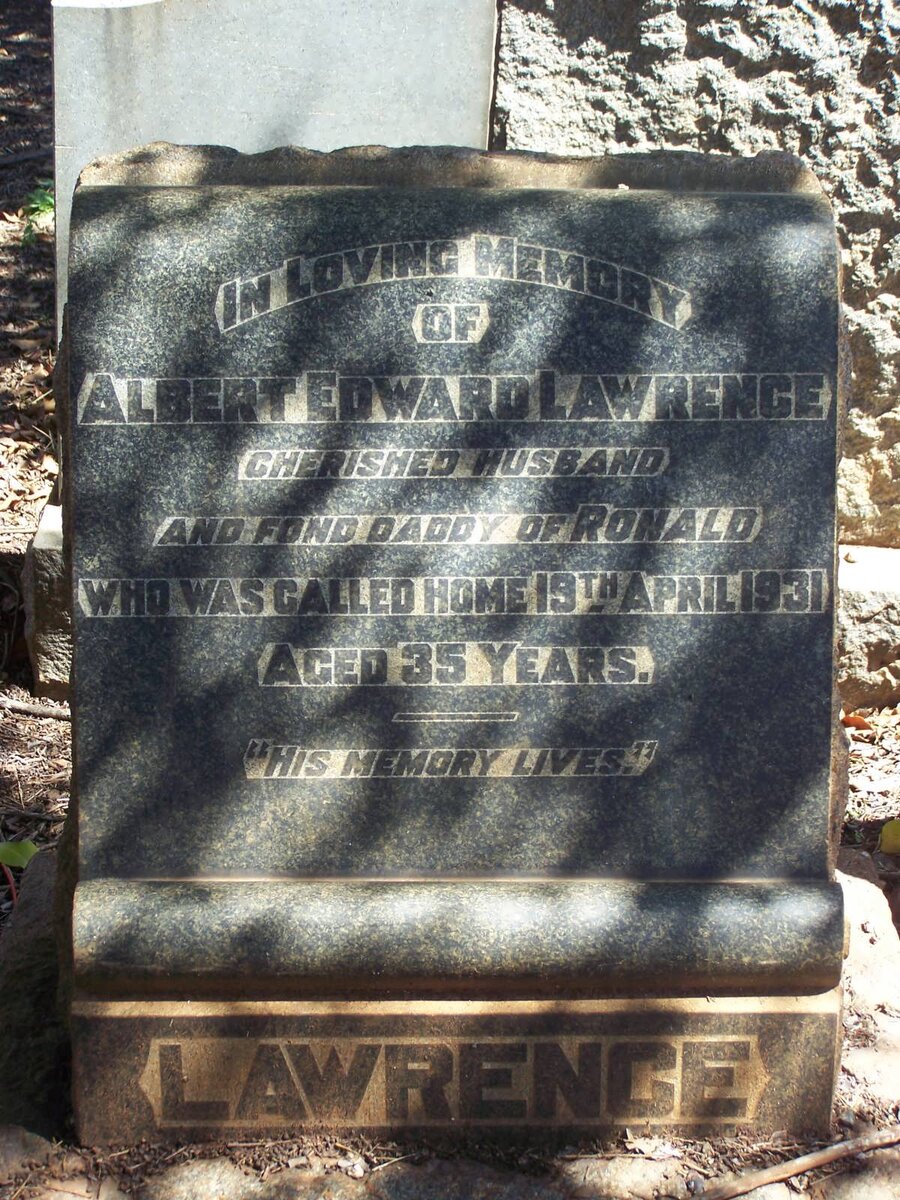 IN LOVING MEMORY
OF
ALBERT EDWARD LAWRENCE
CHERISHED HUSBAND
AND FOND DADDY OF RONALD
WHO WAS CALLED HOME 19TH APRIL 1931
AGED 35 YEARS.
"HIS MEMORY LIVES."
LAWRENCE